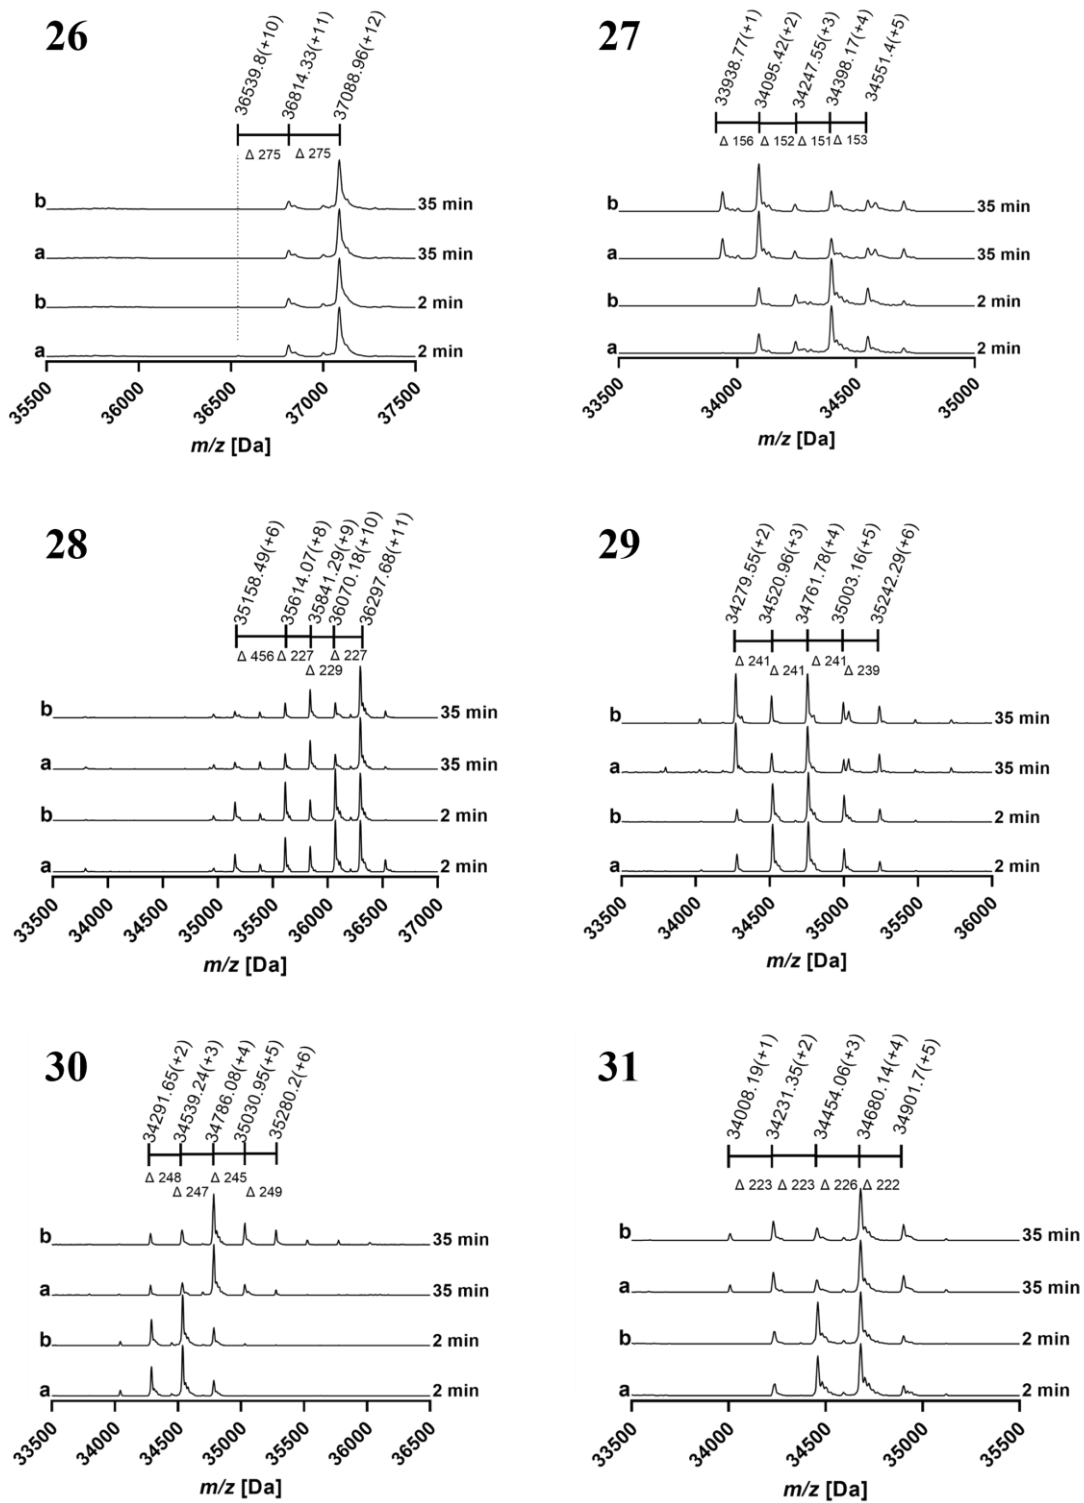 26
36539.8(+10)
36814.33(+11)
37088.96(+12)
Δ 275
Δ 275
b
35 min
a
35 min
b
2 min
a
2 min
35500
36000
36500
37000
37500
m/z [Da]
27
33938.77(+1)
34095.42(+2)
34247.55(+3)
34398.17(+4)
34551.4(+5)
Δ 156
Δ 152
Δ 151
Δ 153
b
35 min
a
35 min
b
2 min
a
2 min
33500
34000
34500
35000
m/z [Da]
28
35158.49(+6)
35614.07(+8)
35841.29(+9)
36070.18(+10)
36297.68(+11)
Δ 456
Δ 227
Δ 229
Δ 227
b
35 min
a
35 min
b
2 min
a
2 min
33500
34000
34500
35000
35500
36000
36500
37000
m/z [Da]
29
34279.55(+2)
34520.96(+3)
34761.78(+4)
35003.16(+5)
35242.29(+6)
Δ 241
Δ 241
Δ 241
Δ 239
b
35 min
a
35 min
b
2 min
a
2 min
33500
34000
34500
35000
35500
36000
m/z [Da]
30
34291.65(+2)
34539.24(+3)
34786.08(+4)
35030.95(+5)
35280.2(+6)
Δ 248
Δ 247
Δ 245
Δ 249
b
35 min
a
35 min
b
2 min
a
2 min
33500
34000
34500
35000
35500
36000
36500
m/z [Da]
31
34008.19(+1)
34231.35(+2)
34454.06(+3)
34680.14(+4)
34901.7(+5)
Δ 223
Δ 223
Δ 226
Δ 222
b
35 min
a
35 min
b
2 min
a
2 min
33500
34000
34500
35000
35500
m/z [Da]